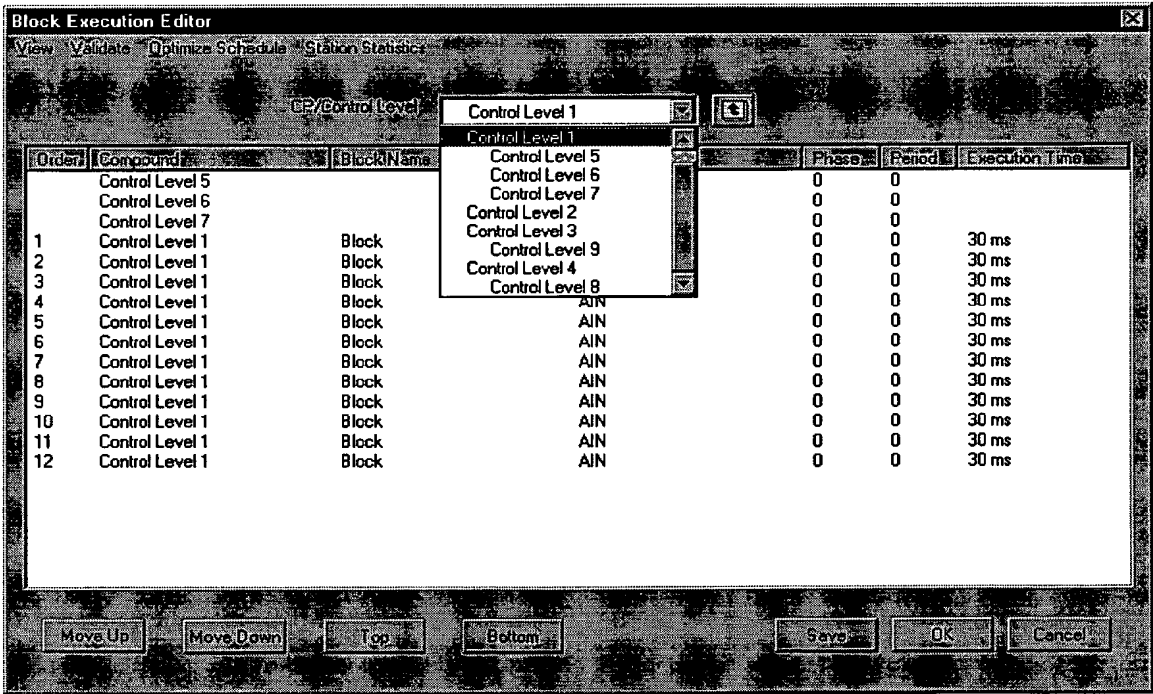 Block Execution Editor
View Validate Optimize Schedule Station Statistics
CP/Control Level Control Level 1
Control Level 1
Control Level 5
Control Level 6
Control Level 7
Control Level 2
Control Level 3
Control Level 9
Control Level 4
Control Level 8
Order Compound Block Name Phase Period Execution Time
Control Level 5 0 0
Control Level 6 0 0
Control Level 7 0 0
1 Control Level 1 Block 0 0 30 ms
2 Control Level 1 Block 0 0 30 ms
3 Control Level 1 Block 0 0 30 ms
4 Control Level 1 Block AIN 0 0 30 ms
5 Control Level 1 Block AIN 0 0 30 ms
6 Control Level 1 Block AIN 0 0 30 ms
7 Control Level 1 Block AIN 0 0 30 ms
8 Control Level 1 Block AIN 0 0 30 ms
9 Control Level 1 Block AIN 0 0 30 ms
10 Control Level 1 Block AIN 0 0 30 ms
11 Control Level 1 Block AIN 0 0 30 ms
12 Control Level 1 Block AIN 0 0 30 ms
Move Up Move Down Top Bottom Save OK Cancel